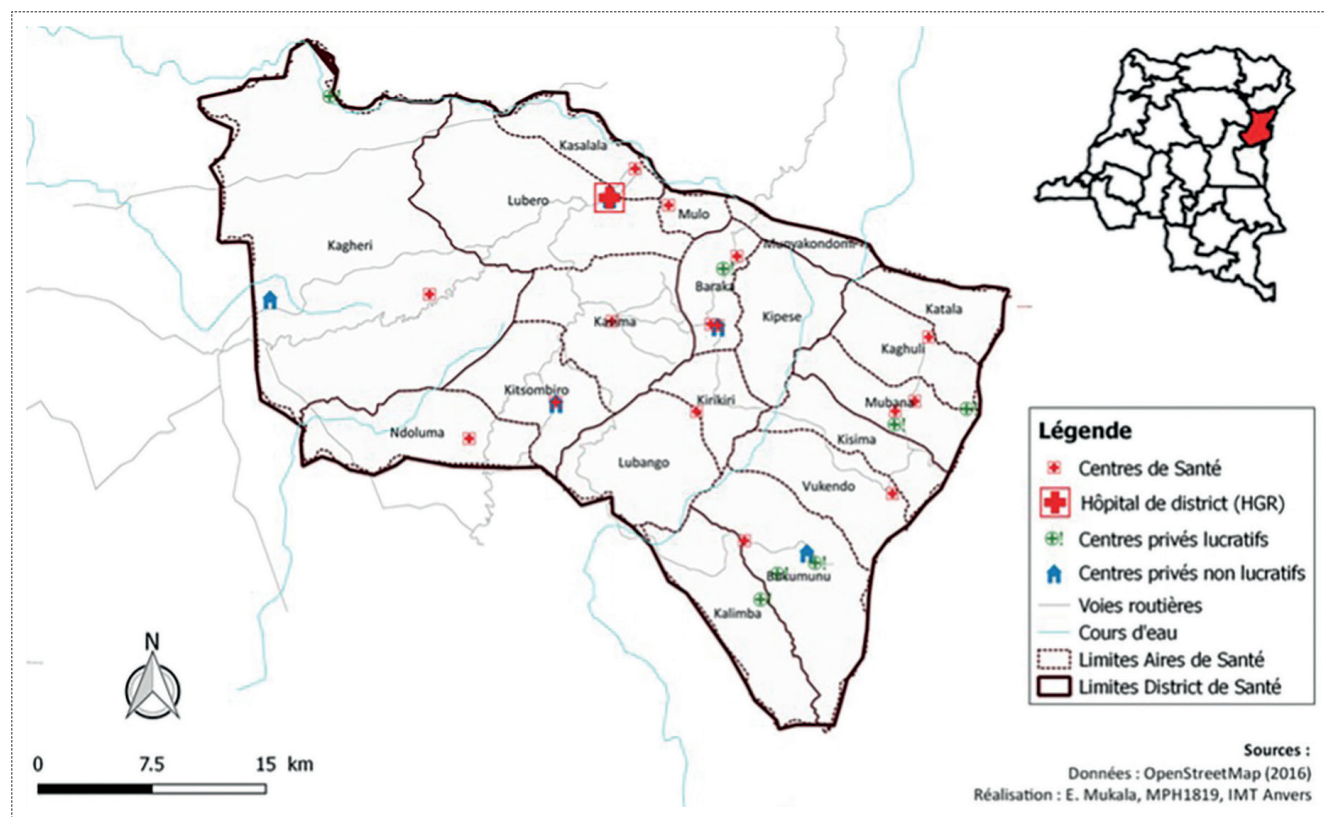 Kasalala
Lubero
Mulo
Kagheri
Munyakondomi
Baraka
Katala
Kipese
Kasima
Kaghuli
Kitsombiro
Kirikiri
Mubana
Ndoluma
Kisima
Lubango
Vukendo
Bukumunu
Kalimba
N
0 7.5 15 km
Légende
Centres de Santé
Hôpital de district (HGR)
Centres privés lucratifs
Centres privés non lucratifs
Voies routières
Cours d'eau
Limites Aires de Santé
Limites District de Santé
Sources :
Données : OpenStreetMap (2016)
Réalisation : E. Mukala, MPH1819, IMT Anvers